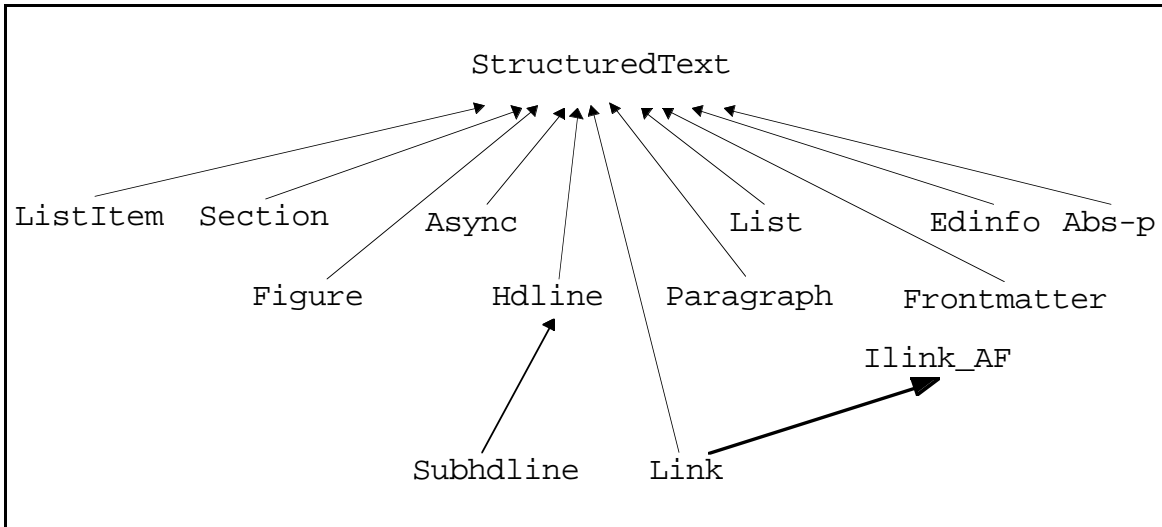 StructuredText
ListItem Section Async List Edinfo Abs-p
Figure Hdline Paragraph Frontmatter
Ilink_AF
Subhdline Link